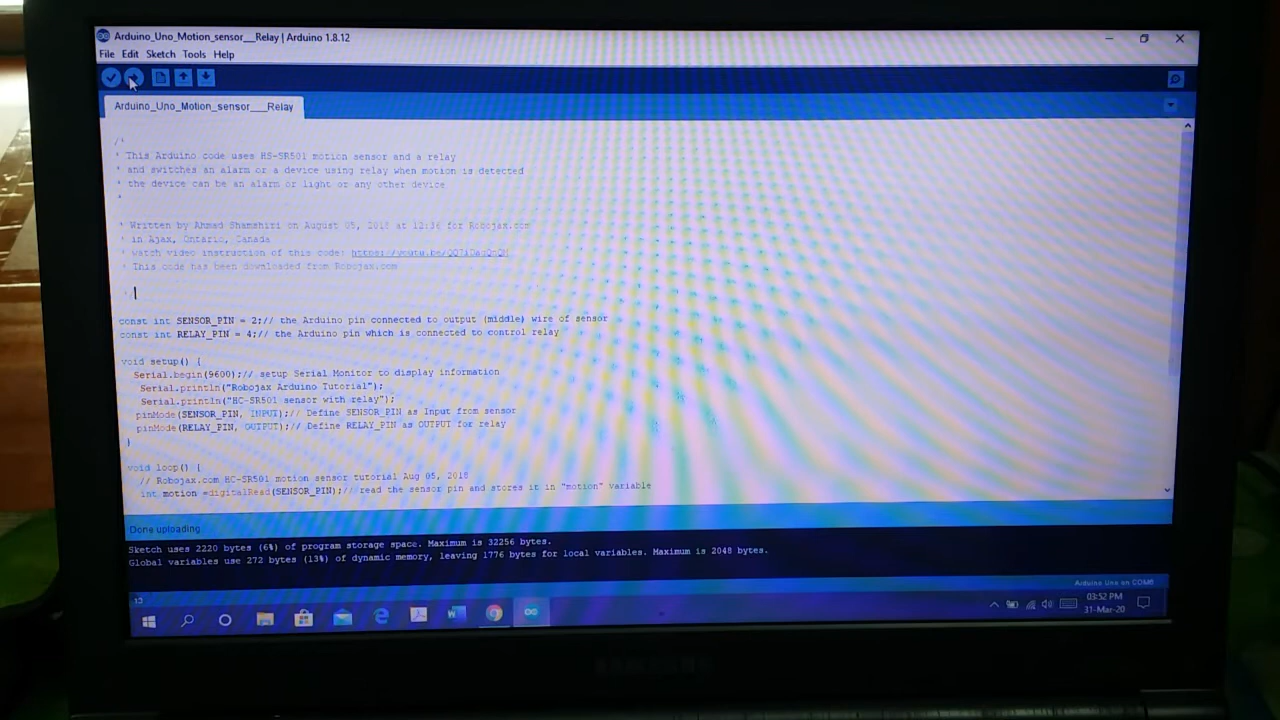 Arduino_Uno_Motion_sensor___Relay | Arduino 1.8.12
File Edit Sketch Tools Help
Arduino_Uno_Motion_sensor___Relay
/*
* This Arduino code uses HS-SR501 motion sensor and a relay
* and switches an alarm or a device using relay when motion is detected
* the device can be an alarm or light or any other device
*
* Written by Ahmad Shamshiri on August 05, 2018 at 12:36 for Robojax.com
* in Ajax, Ontario, Canada
* watch video instruction of this code:
* This code has been downloaded from Robojax.com
const int SENSOR_PIN = 2;// the Arduino pin connected to output (middle) wire of sensor
const int RELAY_PIN = 4;// the Arduino pin which is connected to control relay
void setup() {
Serial.begin(9600);// setup Serial Monitor to display information
Serial.println("Robojax Arduino Tutorial");
Serial.println("HC-SR501 sensor with relay");
pinMode(SENSOR_PIN, INPUT);// Define SENSOR_PIN as Input from sensor
pinMode(RELAY_PIN, OUTPUT);// Define RELAY_PIN as OUTPUT for relay
}
void loop() {
// Robojax.com HC-SR501 motion sensor tutorial Aug 05, 2018
int motion =digitalRead(SENSOR_PIN);// read the sensor pin and stores it in "motion" variable
Done uploading.
Sketch uses 2220 bytes (6%) of program storage space. Maximum is 32256 bytes.
Global variables use 272 bytes (13%) of dynamic memory, leaving 1776 bytes for local variables. Maximum is 2048 bytes.
13
Arduino Uno on COM6
03:52 PM
31-Mar-20